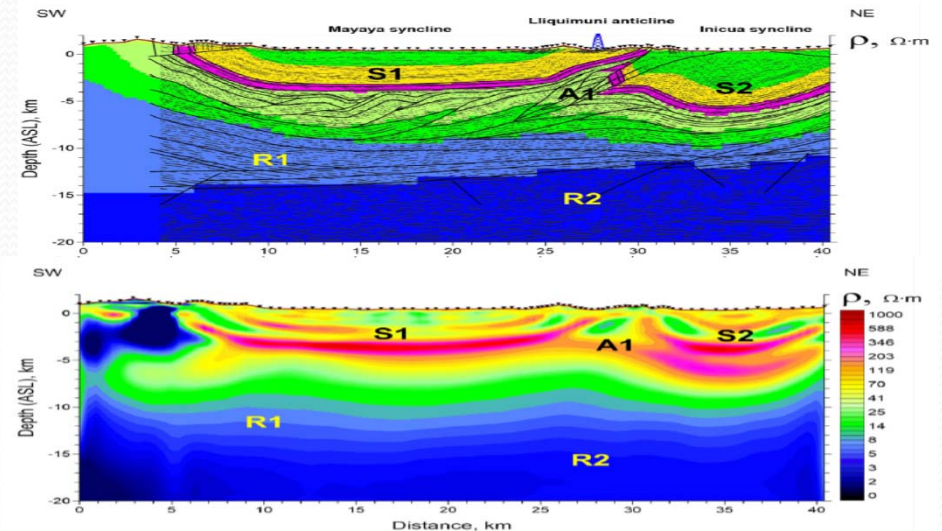 SW
Lliquimuni anticline
NE
Mayaya syncline
Inicua syncline
ρ, Ω·m
Depth (ASL), km
0
-5
-10
-15
-20
S1
A1
S2
R1
R2
0 5 10 15 20 25 30 35 40
SW
NE
ρ, Ω·m
Depth (ASL), km
0
-5
-10
-15
-20
S1
A1
S2
R1
R2
1000
588
346
203
119
70
41
25
14
8
5
3
2
0
0 5 10 15 20 25 30 35 40
Distance, km